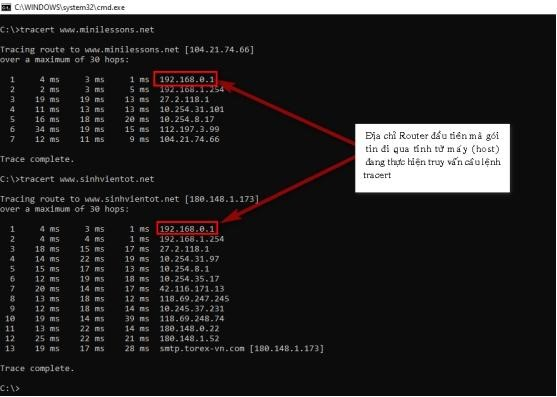 C:\WINDOWS\system32\cmd.exe
C:\>tracert www.minilessons.net
Tracing route to www.minilessons.net [104.21.74.66]
over a maximum of 30 hops:
1 4 ms 3 ms 1 ms 192.168.0.1
2 2 ms 3 ms 5 ms 192.168.1.254
3 19 ms 19 ms 13 ms 27.2.118.1
4 11 ms 13 ms 13 ms 10.254.31.101
5 16 ms 18 ms 20 ms 10.254.8.17
6 34 ms 19 ms 15 ms 112.197.3.99
7 12 ms 11 ms 9 ms 104.21.74.66
Trace complete.
Địa chỉ Router đầu tiên mà gói
tin đi qua tính từ máy (host)
đang thực hiện truy vấn câu lệnh
tracert
C:\>tracert www.sinhvientot.net
Tracing route to www.sinhvientot.net [180.148.1.173]
over a maximum of 30 hops:
1 4 ms 3 ms 1 ms 192.168.0.1
2 4 ms 4 ms 1 ms 192.168.1.254
3 18 ms 15 ms 17 ms 27.2.118.1
4 14 ms 22 ms 19 ms 10.254.31.97
5 15 ms 17 ms 13 ms 10.254.8.1
6 12 ms 19 ms 18 ms 10.254.35.17
7 20 ms 14 ms 17 ms 42.116.171.13
8 13 ms 18 ms 12 ms 118.69.247.245
9 12 ms 18 ms 14 ms 10.245.37.231
10 19 ms 14 ms 39 ms 118.69.248.74
11 13 ms 22 ms 14 ms 180.148.0.22
12 25 ms 22 ms 21 ms 180.148.1.52
13 19 ms 17 ms 28 ms smtp.torex-vn.com [180.148.1.173]
Trace complete.
C:\>